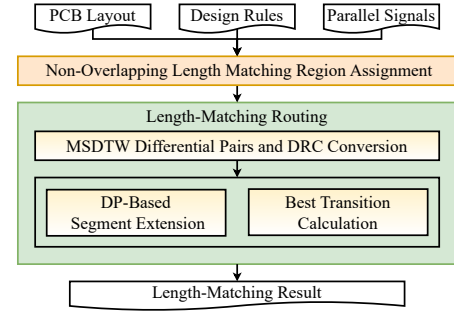 PCB Layout
Design Rules
Parallel Signals
Non-Overlapping Length Matching Region Assignment
Length-Matching Routing
MSDTW Differential Pairs and DRC Conversion
DP-Based
Segment Extension
Best Transition
Calculation
Length-Matching Result